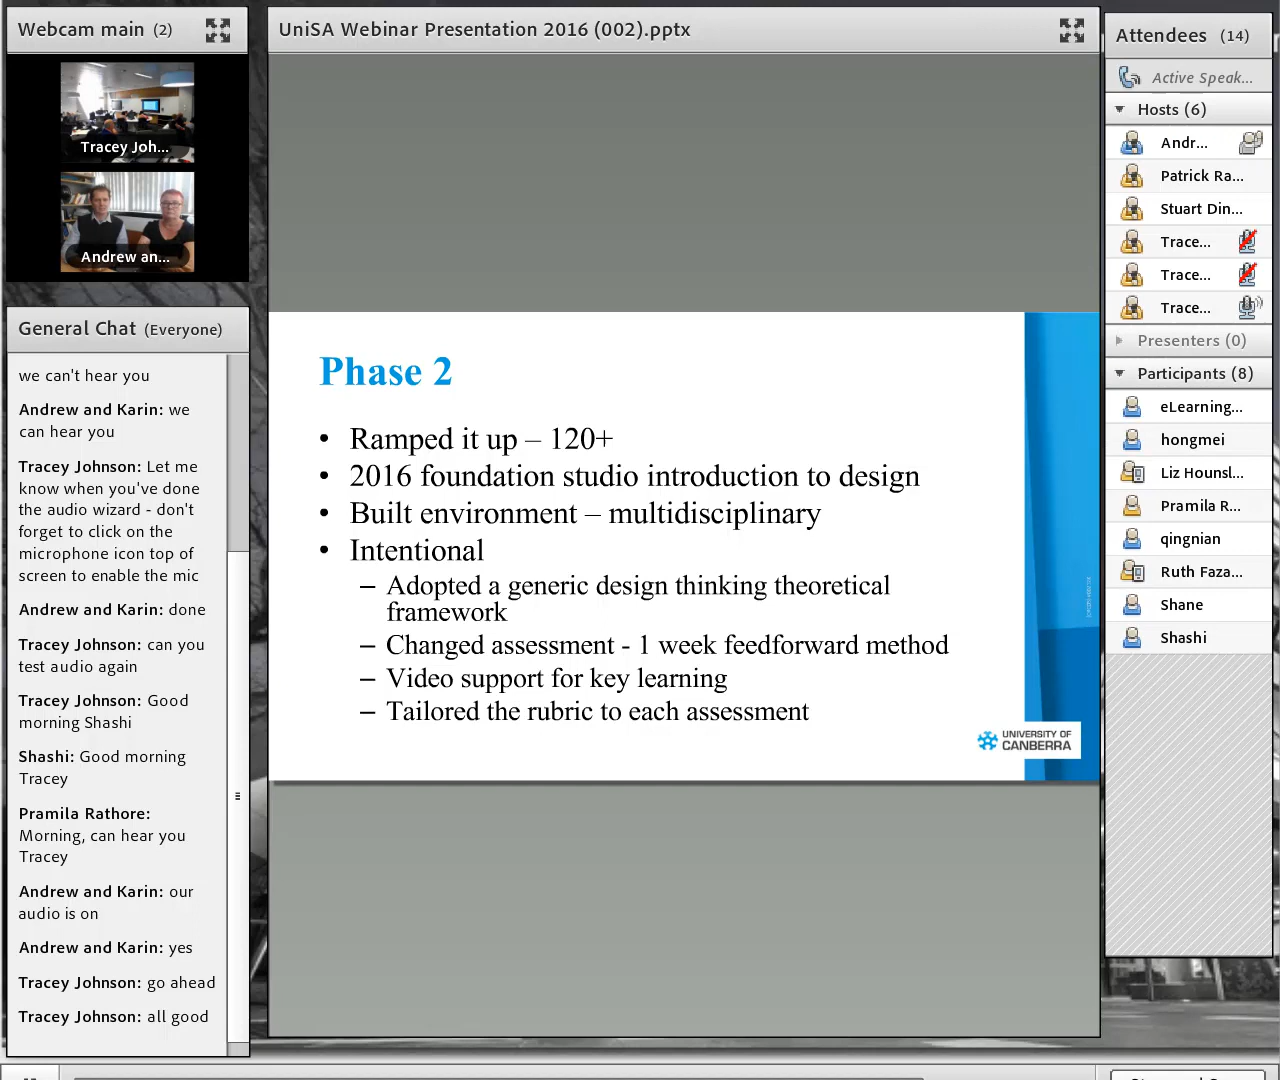 Webcam main (2)
Tracey Joh...
Andrew an...
General Chat (Everyone)
we can't hear you
Andrew and Karin: we
can hear you
Tracey Johnson: Let me
know when you've done
the audio wizard - don't
forget to click on the
microphone icon top of
screen to enable the mic
Andrew and Karin: done
Tracey Johnson: can you
test audio again
Tracey Johnson: Good
morning Shashi
Shashi: Good morning
Tracey
Pramila Rathore:
Morning, can hear you
Tracey
Andrew and Karin: our
audio is on
Andrew and Karin: yes
Tracey Johnson: go ahead
Tracey Johnson: all good
UniSA Webinar Presentation 2016 (002).pptx
Phase 2
• Ramped it up – 120+
• 2016 foundation studio introduction to design
• Built environment – multidisciplinary
• Intentional
– Adopted a generic design thinking theoretical
framework
– Changed assessment - 1 week feedforward method
– Video support for key learning
– Tailored the rubric to each assessment
UNIVERSITY OF
CANBERRA
Attendees (14)
Active Speak...
Hosts (6)
Andr...
Patrick Ra...
Stuart Din...
Trace...
Trace...
Trace...
Presenters (0)
Participants (8)
eLearning...
hongmei
Liz Hounsl...
Pramila R...
qingnian
Ruth Faza...
Shane
Shashi